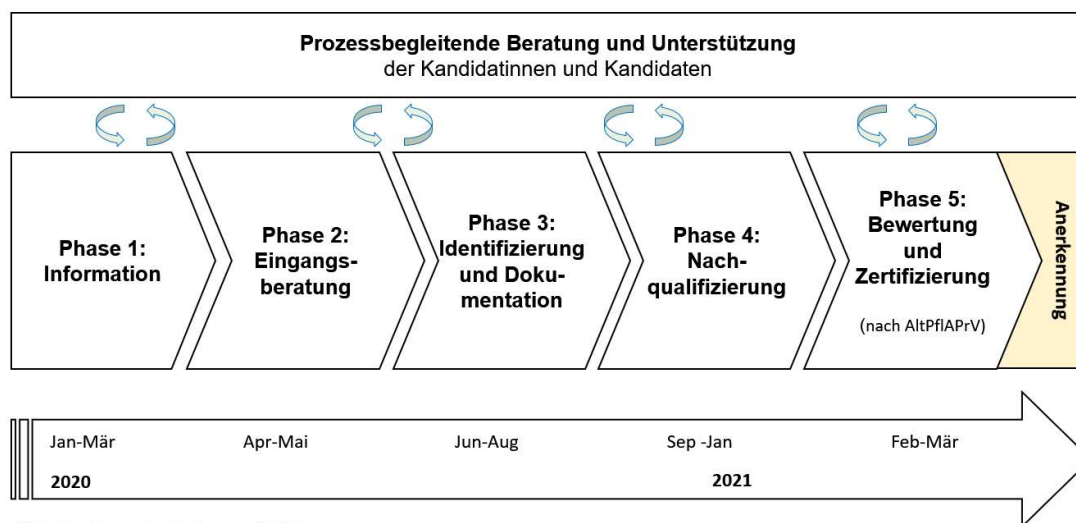 Prozessbegleitende Beratung und Unterstützung
der Kandidatinnen und Kandidaten
Phase 1:
Information
Phase 2:
Eingangs-
beratung
Phase 3:
Identifizierung
und Doku-
mentation
Phase 4:
Nach-
qualifizierung
Phase 5:
Bewertung
und
Zertifizierung
(nach AltPflAPrV)
Anerkennung
Jan-Mär
Apr-Mai
Jun-Aug
Sep -Jan
Feb-Mär
2020
2021